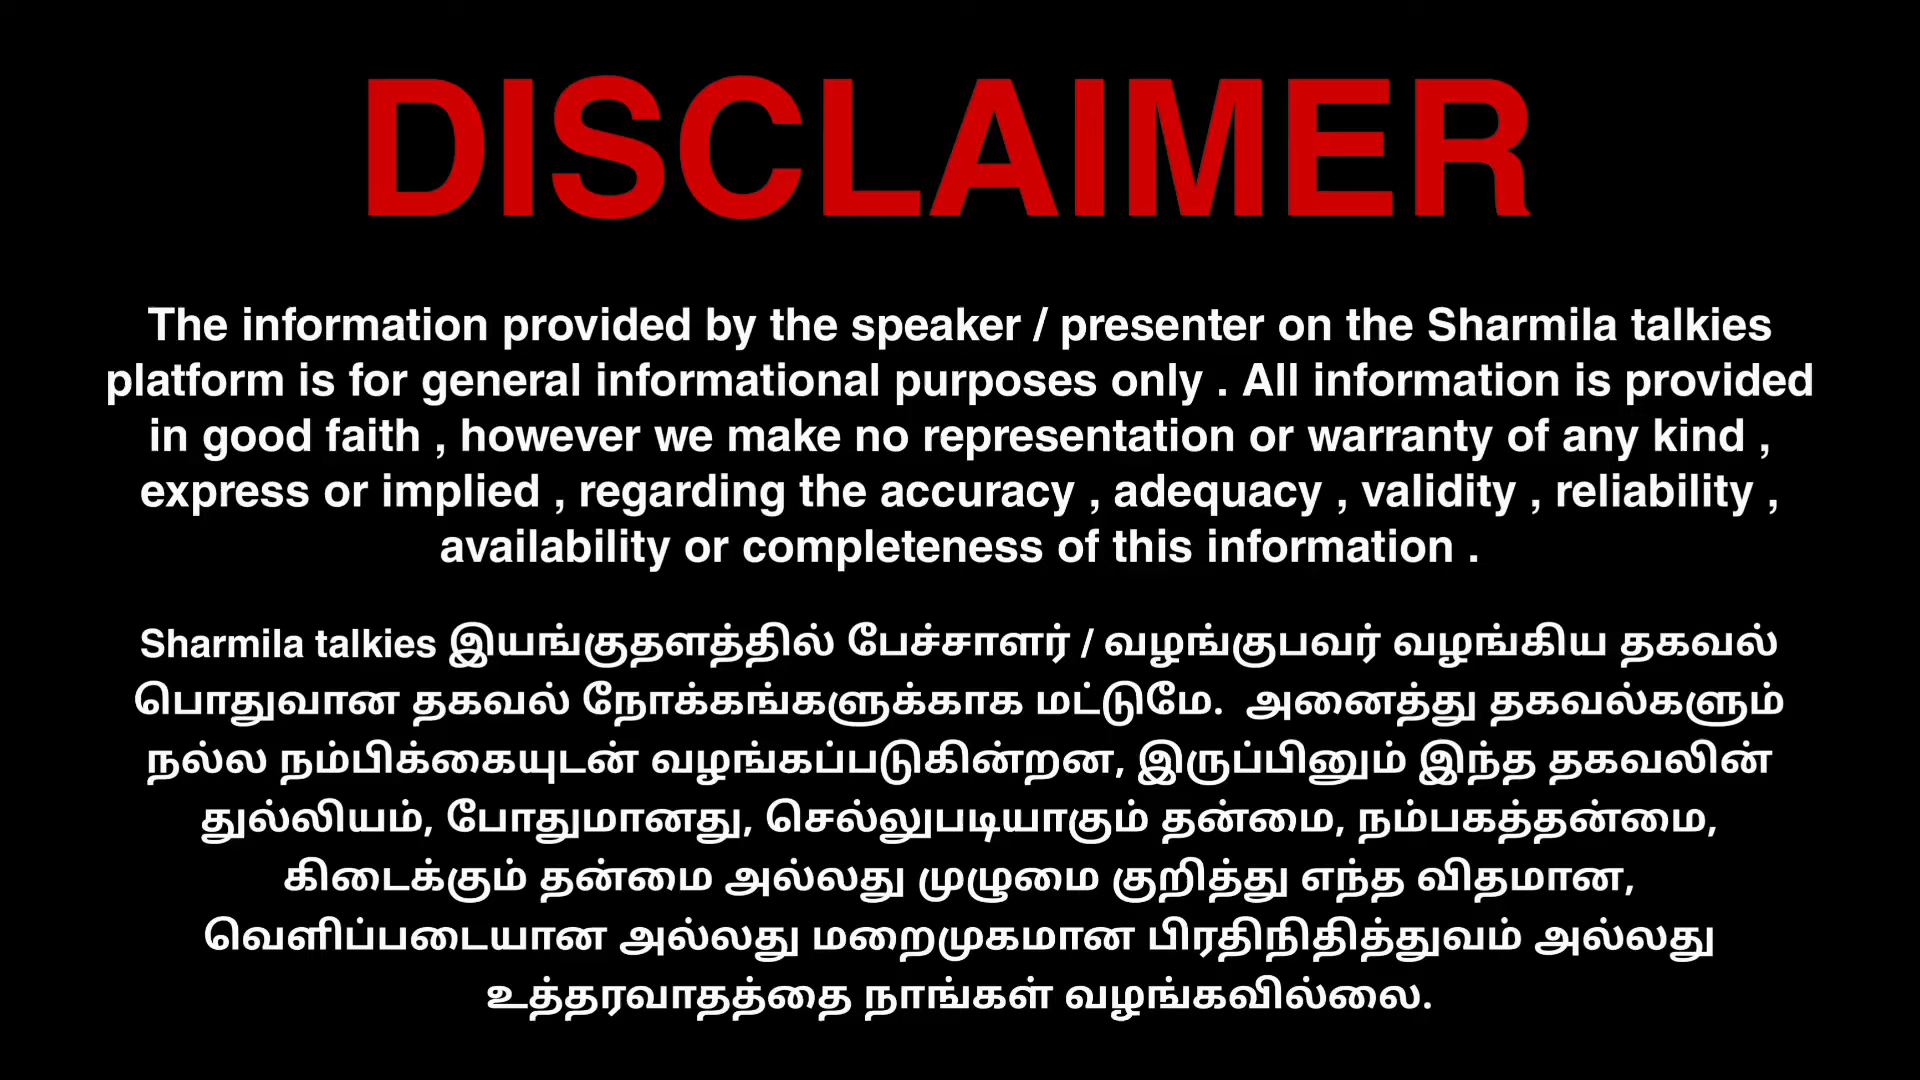 DISCLAIMER
The information provided by the speaker / presenter on the Sharmila talkies
platform is for general informational purposes only . All information is provided
in good faith , however we make no representation or warranty of any kind ,
express or implied , regarding the accuracy , adequacy , validity , reliability ,
availability or completeness of this information .
Sharmila talkies இயங்குதளத்தில் பேச்சாளர் / வழங்குபவர் வழங்கிய தகவல்
பொதுவான தகவல் நோக்கங்களுக்காக மட்டுமே.  அனைத்து தகவல்களும்
நல்ல நம்பிக்கையுடன் வழங்கப்படுகின்றன, இருப்பினும் இந்த தகவலின்
துல்லியம், போதுமானது, செல்லுபடியாகும் தன்மை, நம்பகத்தன்மை,
கிடைக்கும் தன்மை அல்லது முழுமை குறித்து எந்த விதமான,
வெளிப்படையான அல்லது மறைமுகமான பிரதிநிதித்துவம் அல்லது
உத்தரவாதத்தை நாங்கள் வழங்கவில்லை.